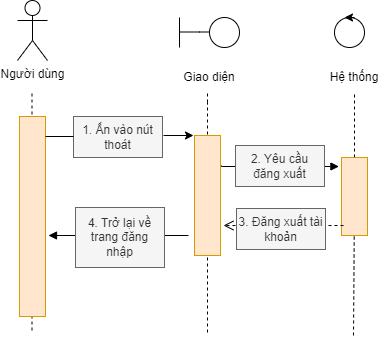 Người dùng
Giao diện
Hệ thống
1. Ấn vào nút
thoát
2. Yêu cầu
đăng xuất
3. Đăng xuất tài
khoản
4. Trở lại về
trang đăng
nhập